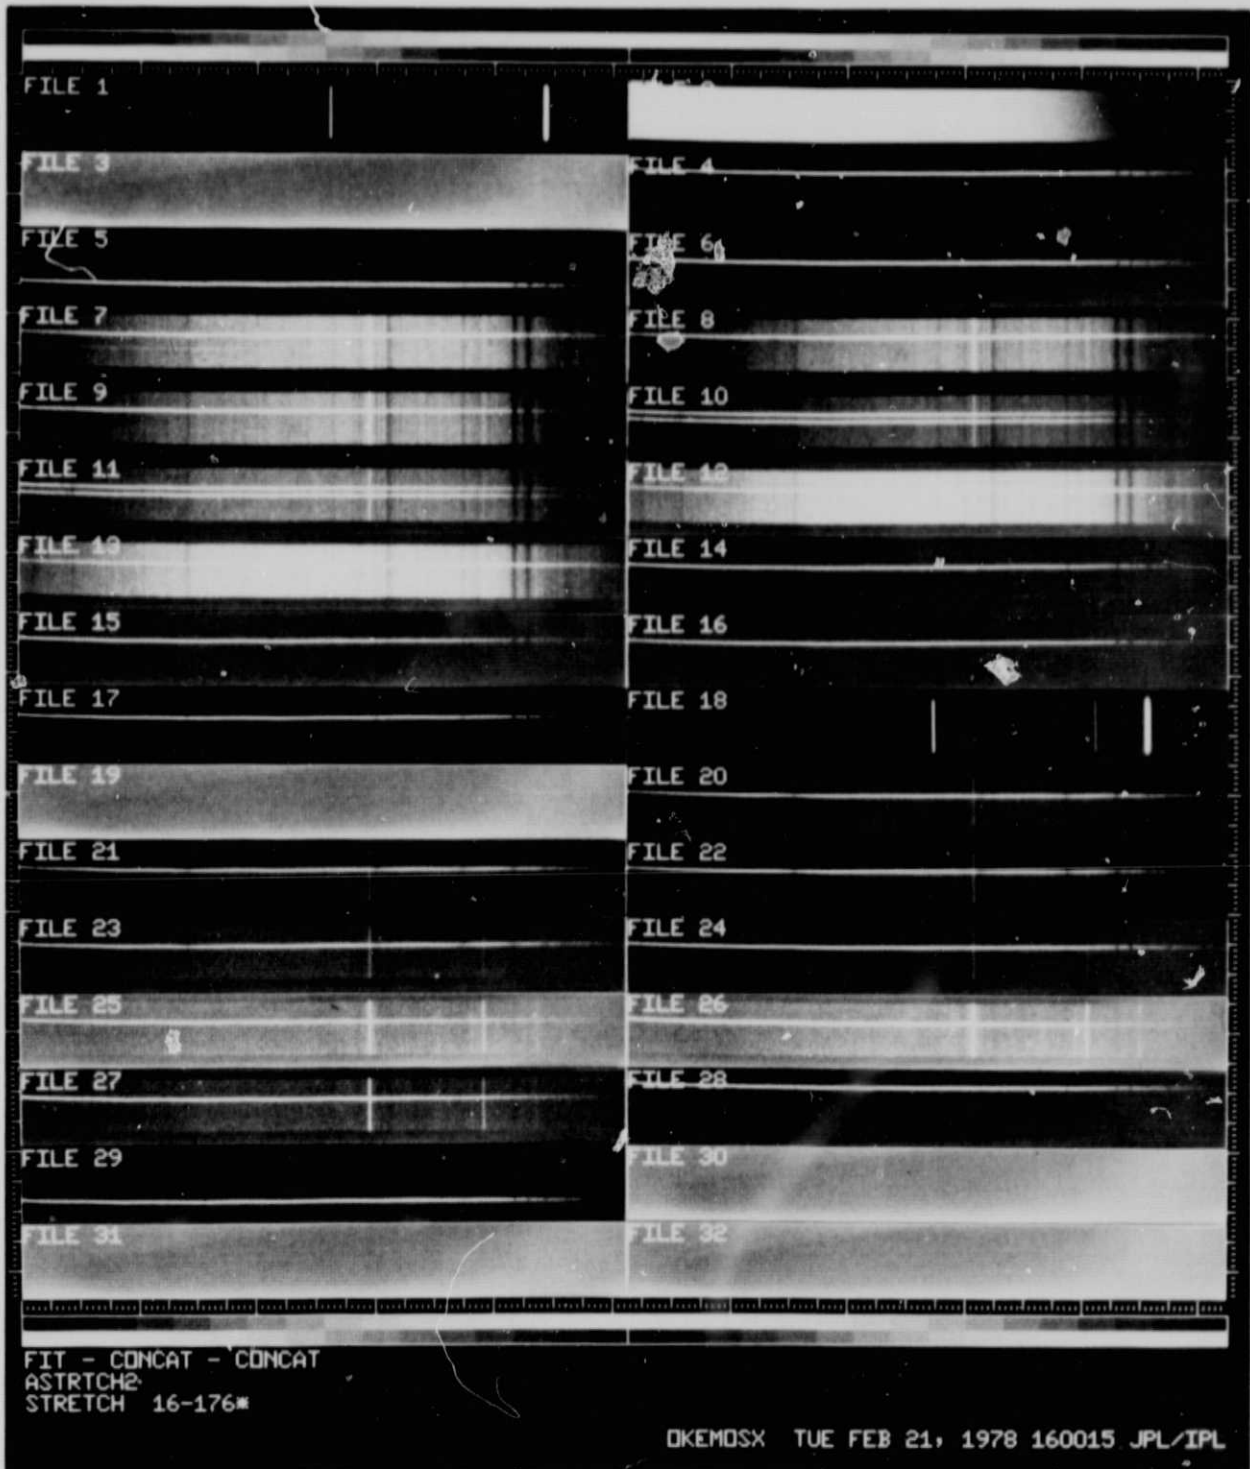 FILE 1
FILE 3
FILE 4
FILE 5
FILE 6
FILE 7
FILE 8
FILE 9
FILE 10
FILE 11
FILE 12
FILE 13
FILE 14
FILE 15
FILE 16
FILE 17
FILE 18
FILE 19
FILE 20
FILE 21
FILE 22
FILE 23
FILE 24
FILE 25
FILE 26
FILE 27
FILE 28
FILE 29
FILE 30
FILE 31
FILE 32
FIT - CONCAT - CONCAT
ASTRTCH2
STRETCH 16-176*
OKEMOSX TUE FEB 21, 1978 160015 JPL/IPL